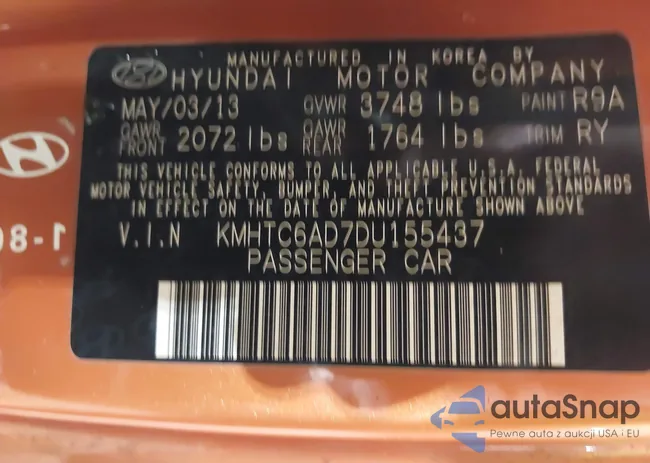 MANUFACTURED IN KOREA BY
HYUNDAI MOTOR COMPANY
MAY/03/13 GVWR 3748 lbs PAINT R9A
GAWR FRONT 2072 lbs GAWR REAR 1764 lbs TRIM RY
THIS VEHICLE CONFORMS TO ALL APPLICABLE U.S.A. FEDERAL
MOTOR VEHICLE SAFETY, BUMPER, AND THEFT PREVENTION STANDARDS
IN EFFECT ON THE DATE OF MANUFACTURE SHOWN ABOVE.
V.I.N KMHTC6AD7DU155437
PASSENGER CAR
autaSnap
Pewne auta z aukcji USA i EU